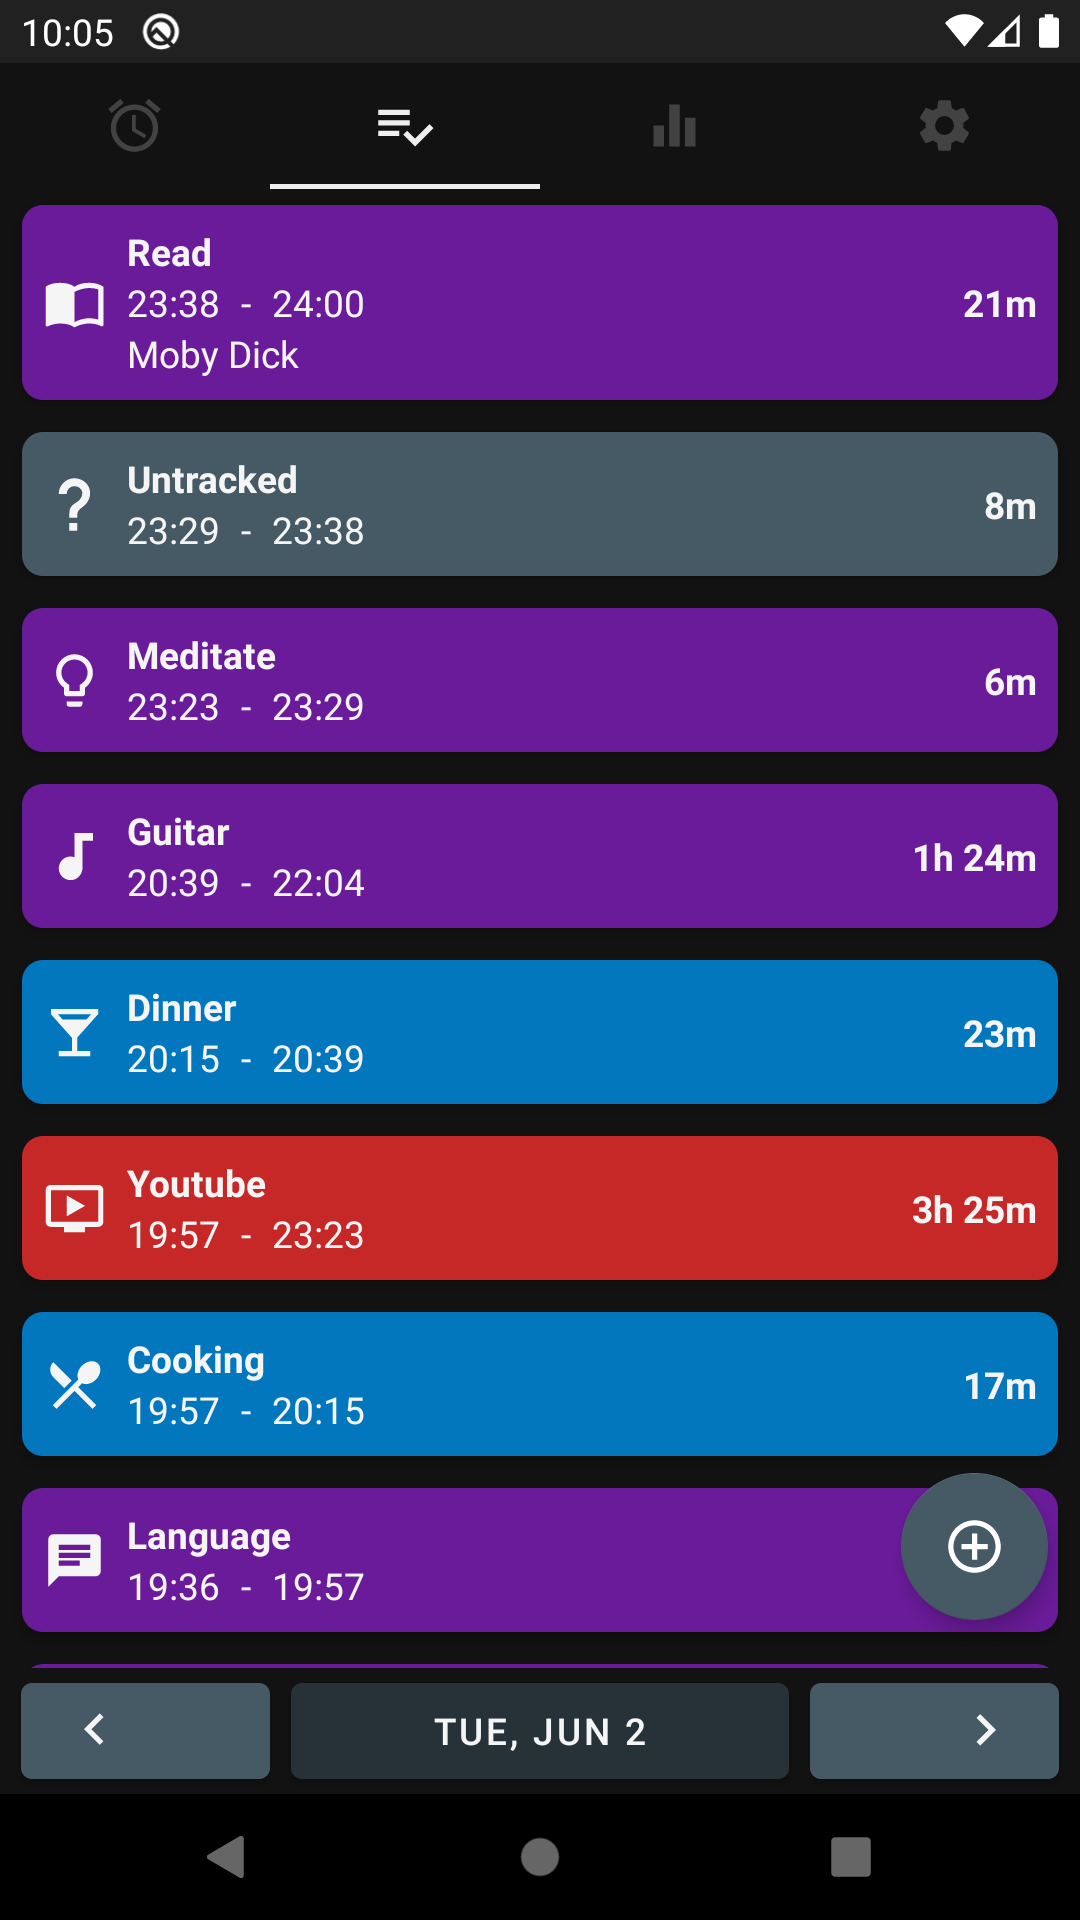 10:05
Read
23:38 - 24:00
Moby Dick
21m
Untracked
23:29 - 23:38
8m
Meditate
23:23 - 23:29
6m
Guitar
20:39 - 22:04
1h 24m
Dinner
20:15 - 20:39
23m
Youtube
19:57 - 23:23
3h 25m
Cooking
19:57 - 20:15
17m
Language
19:36 - 19:57
TUE, JUN 2